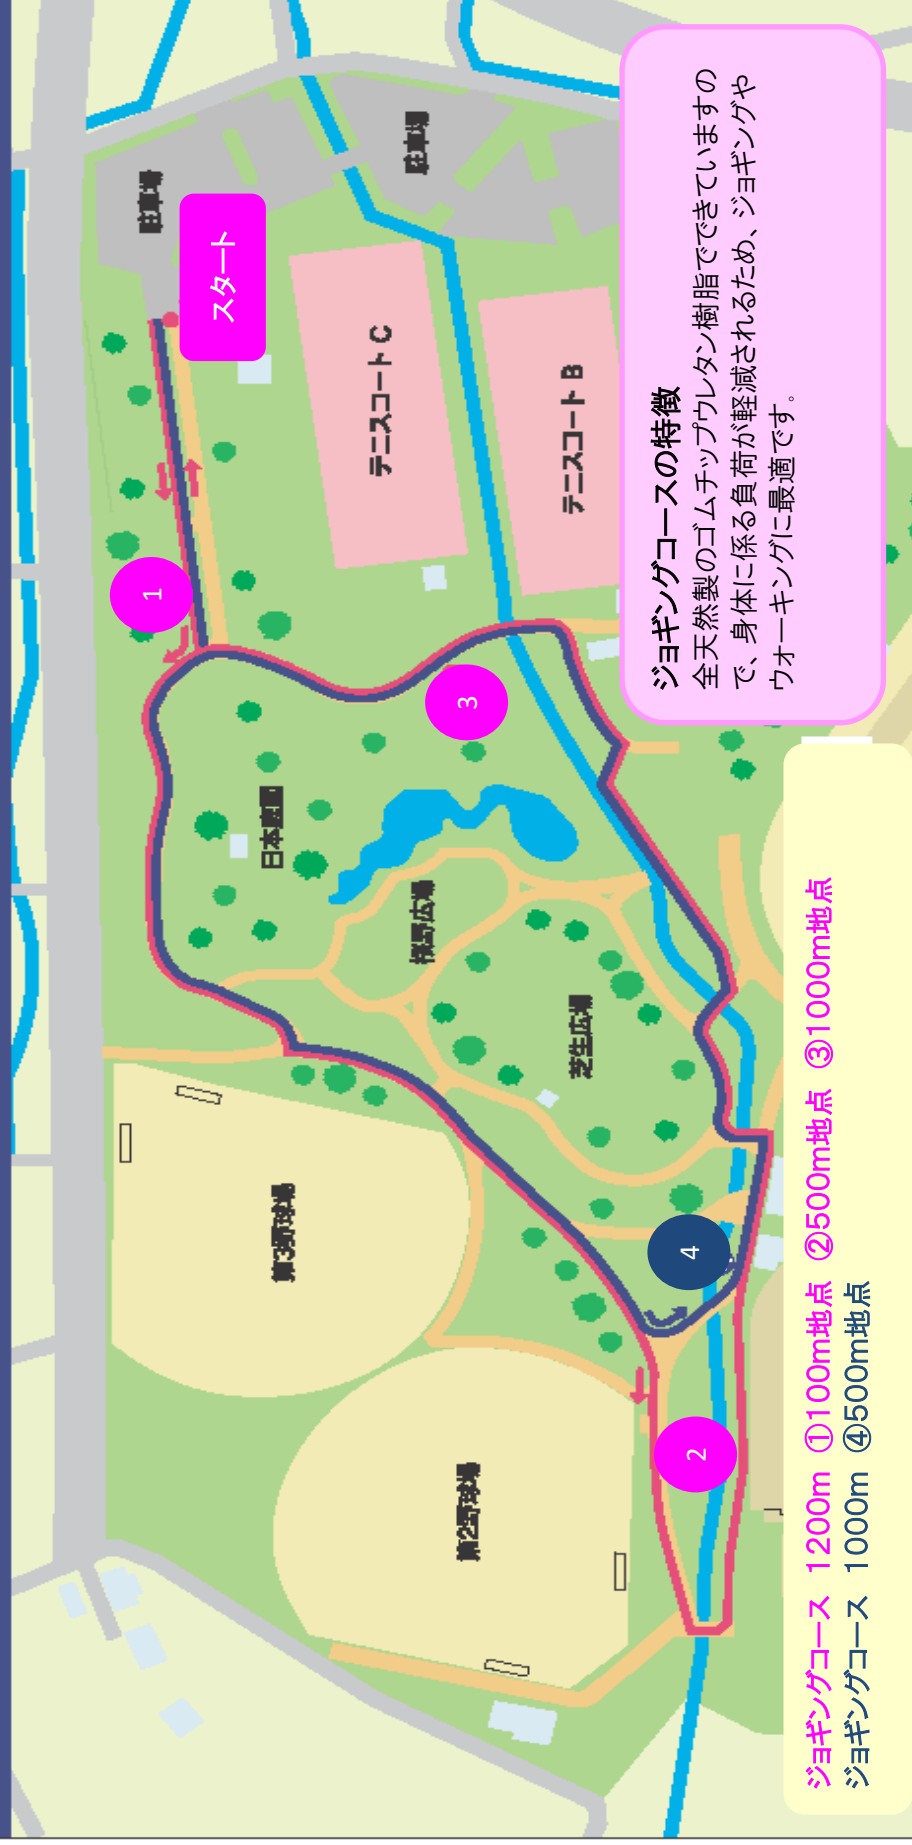 駐車場
駐車場
スタート
テニスコート C
テニスコート B
1
3
日本庭園
桜野広場
芝生広場
第3野球場
第2野球場
4
2
ジョギングコースの特徴
全天然製のゴムチップウレタン樹脂でできていますの
で、身体に係る負荷が軽減されるため、ジョギングや
ウォーキングに最適です。
ジョギングコース 1200m ①100m地点 ②500m地点 ③1000m地点
ジョギングコース 1000m ④500m地点